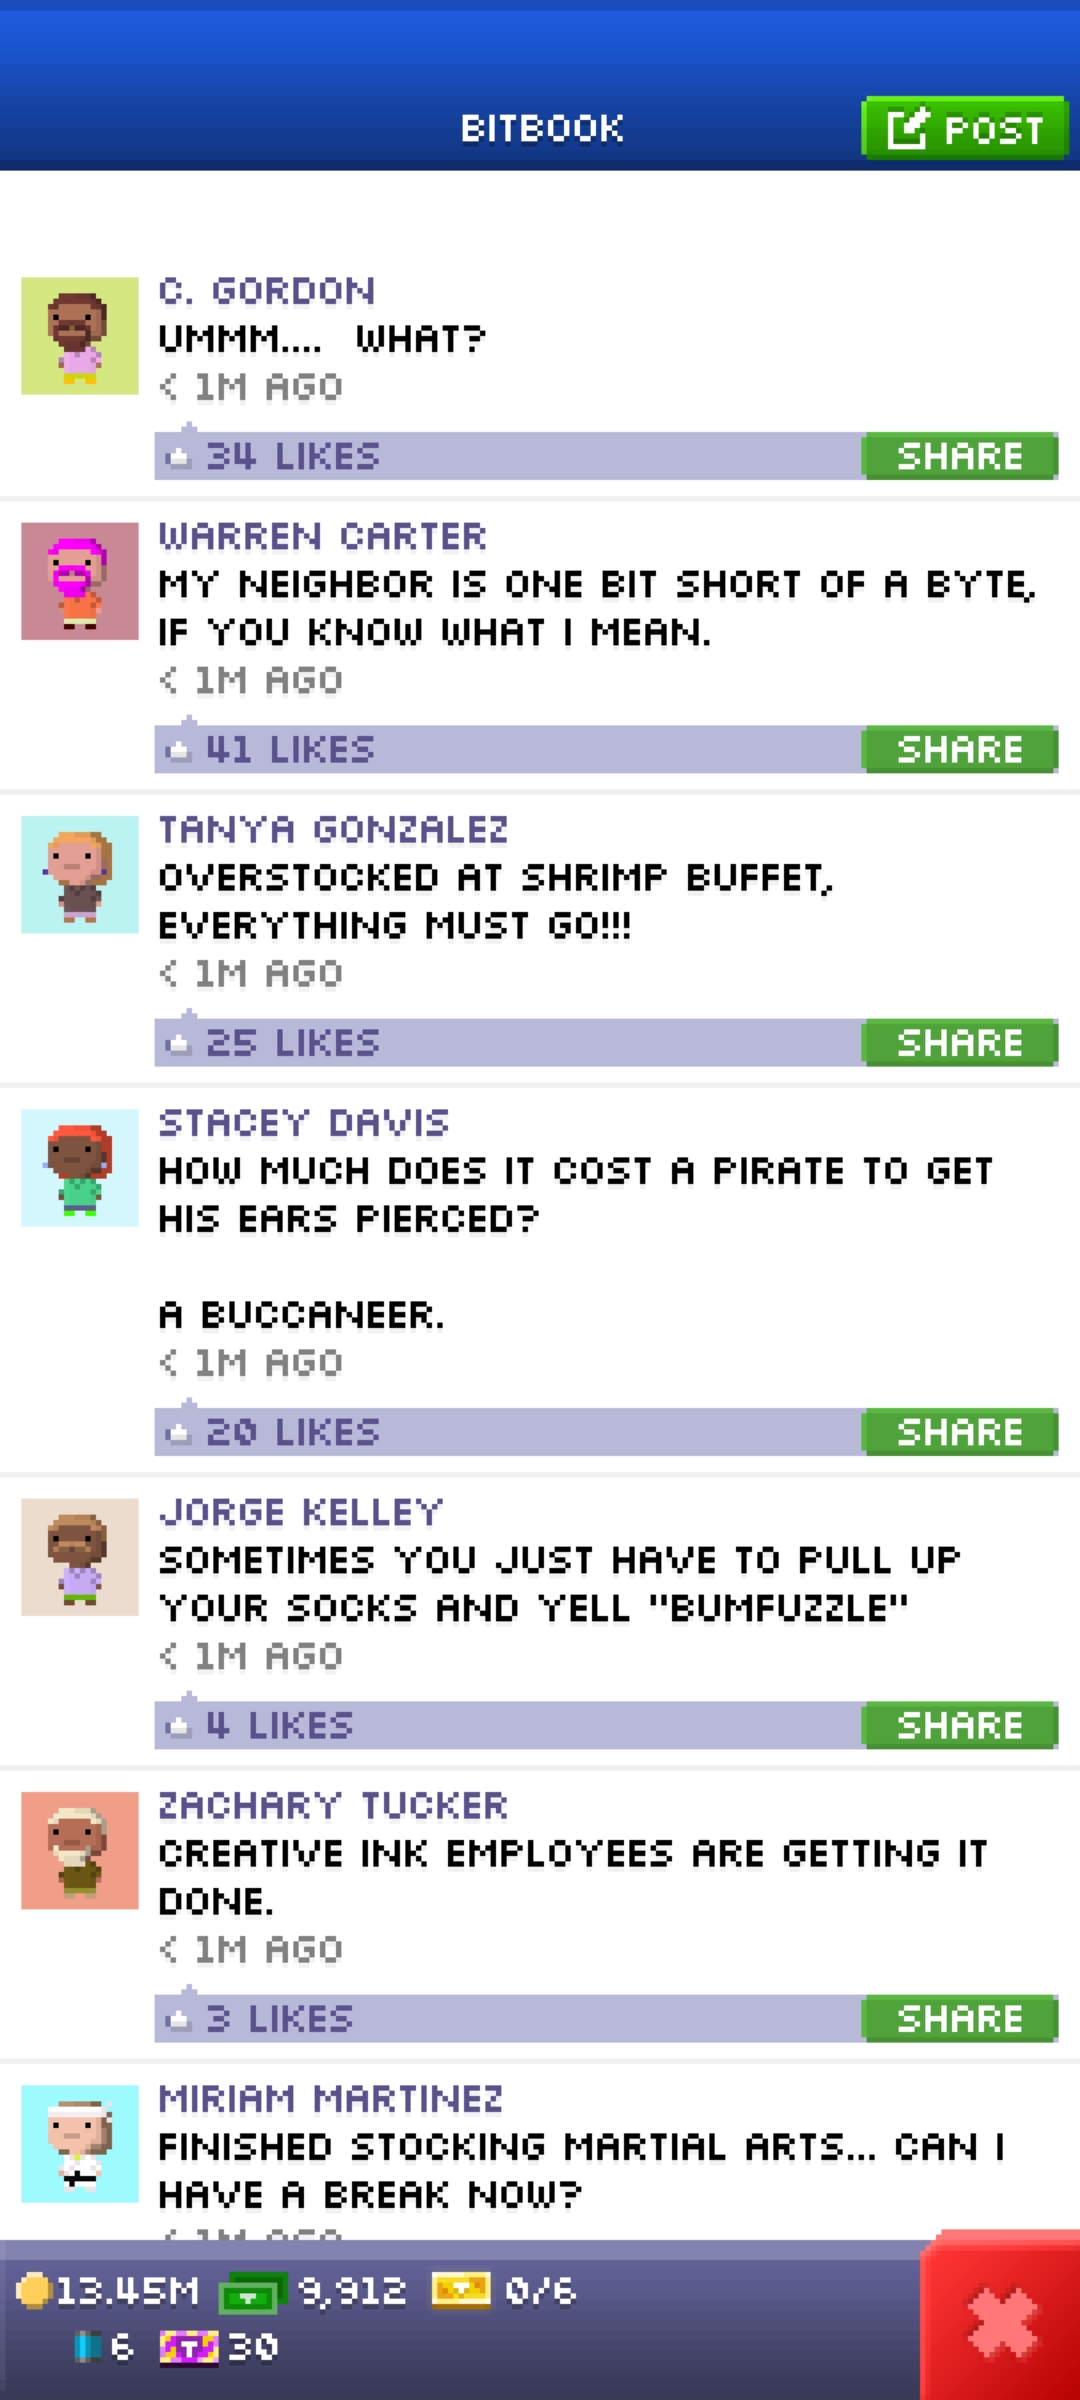 BITBOOK
POST
C. GORDON
UMMM....  WHAT?
< 1M AGO
34 LIKES
SHARE
WARREN CARTER
MY NEIGHBOR IS ONE BIT SHORT OF A BYTE,
IF YOU KNOW WHAT I MEAN.
< 1M AGO
41 LIKES
SHARE
TANYA GONZALEZ
OVERSTOCKED AT SHRIMP BUFFET,
EVERYTHING MUST GO!!!
< 1M AGO
25 LIKES
SHARE
STACEY DAVIS
HOW MUCH DOES IT COST A PIRATE TO GET
HIS EARS PIERCED?
A BUCCANEER.
< 1M AGO
20 LIKES
SHARE
JORGE KELLEY
SOMETIMES YOU JUST HAVE TO PULL UP
YOUR SOCKS AND YELL "BUMFUZZLE"
< 1M AGO
4 LIKES
SHARE
ZACHARY TUCKER
CREATIVE INK EMPLOYEES ARE GETTING IT
DONE.
< 1M AGO
3 LIKES
SHARE
MIRIAM MARTINEZ
FINISHED STOCKING MARTIAL ARTS... CAN I
HAVE A BREAK NOW?
< 1M AGO
13.45M 9,912 0/6
6 T 30